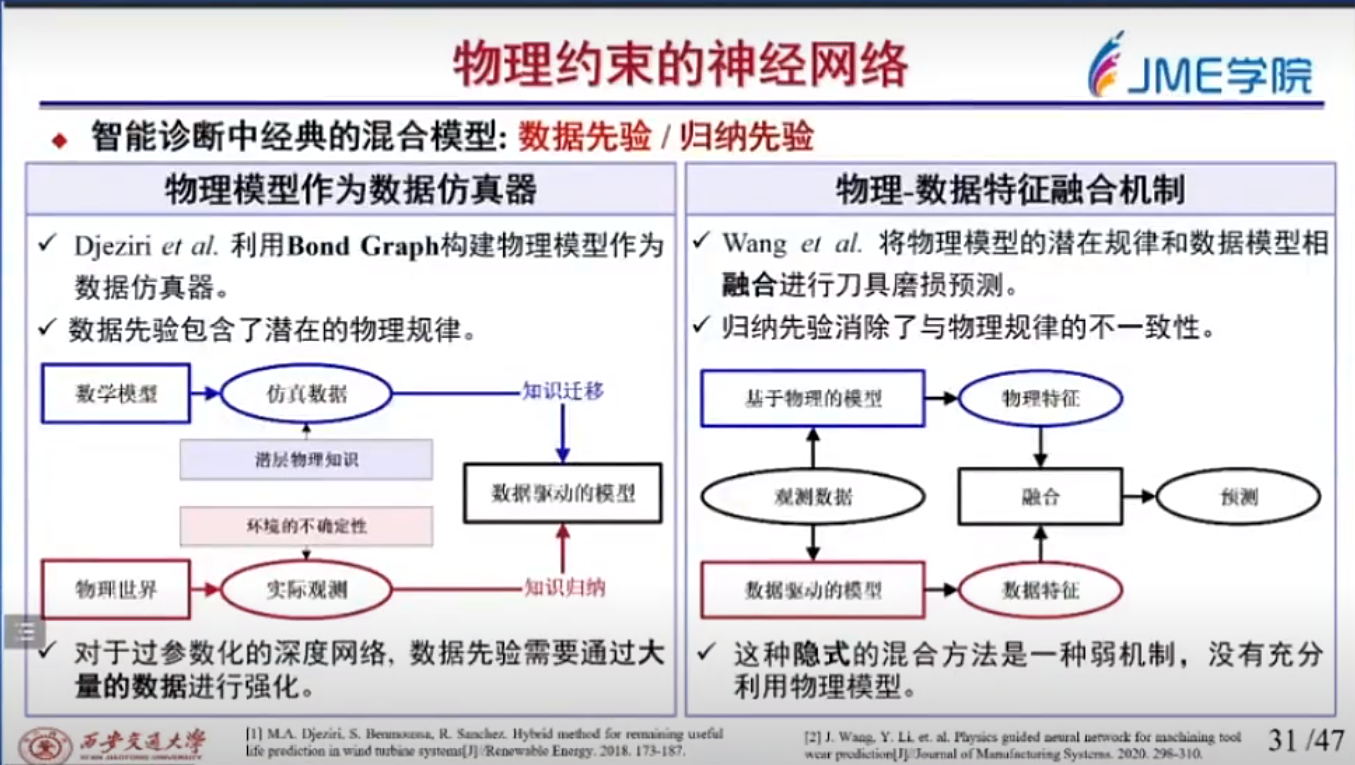 物理约束的神经网络
JME学院
智能诊断中经典的混合模型: 数据先验 / 归纳先验
物理模型作为数据仿真器
Djeziri et al. 利用Bond Graph构建物理模型作为
数据仿真器。
数据先验包含了潜在的物理规律。
数学模型
仿真数据
知识迁移
潜层物理知识
数据驱动的模型
环境的不确定性
物理世界
实际观测
知识归纳
对于过参数化的深度网络, 数据先验需要通过大
量的数据进行强化。
物理-数据特征融合机制
Wang et al. 将物理模型的潜在规律和数据模型相
融合进行刀具磨损预测。
归纳先验消除了与物理规律的不一致性。
基于物理的模型
物理特征
观测数据
融合
预测
数据驱动的模型
数据特征
这种隐式的混合方法是一种弱机制，没有充分
利用物理模型。
西安交通大学
XI'AN JIAOTONG UNIVERSITY
[1] M.A. Djeziri, S. Benmoussa, R. Sanchez. Hybrid method for remaining useful
life prediction in wind turbine systems[J]//Renewable Energy. 2018. 173-187.
[2] J. Wang, Y. Li, et. al. Physics guided neural network for machining tool
wear prediction[J]//Journal of Manufacturing Systems. 2020. 298-310.
31 /47